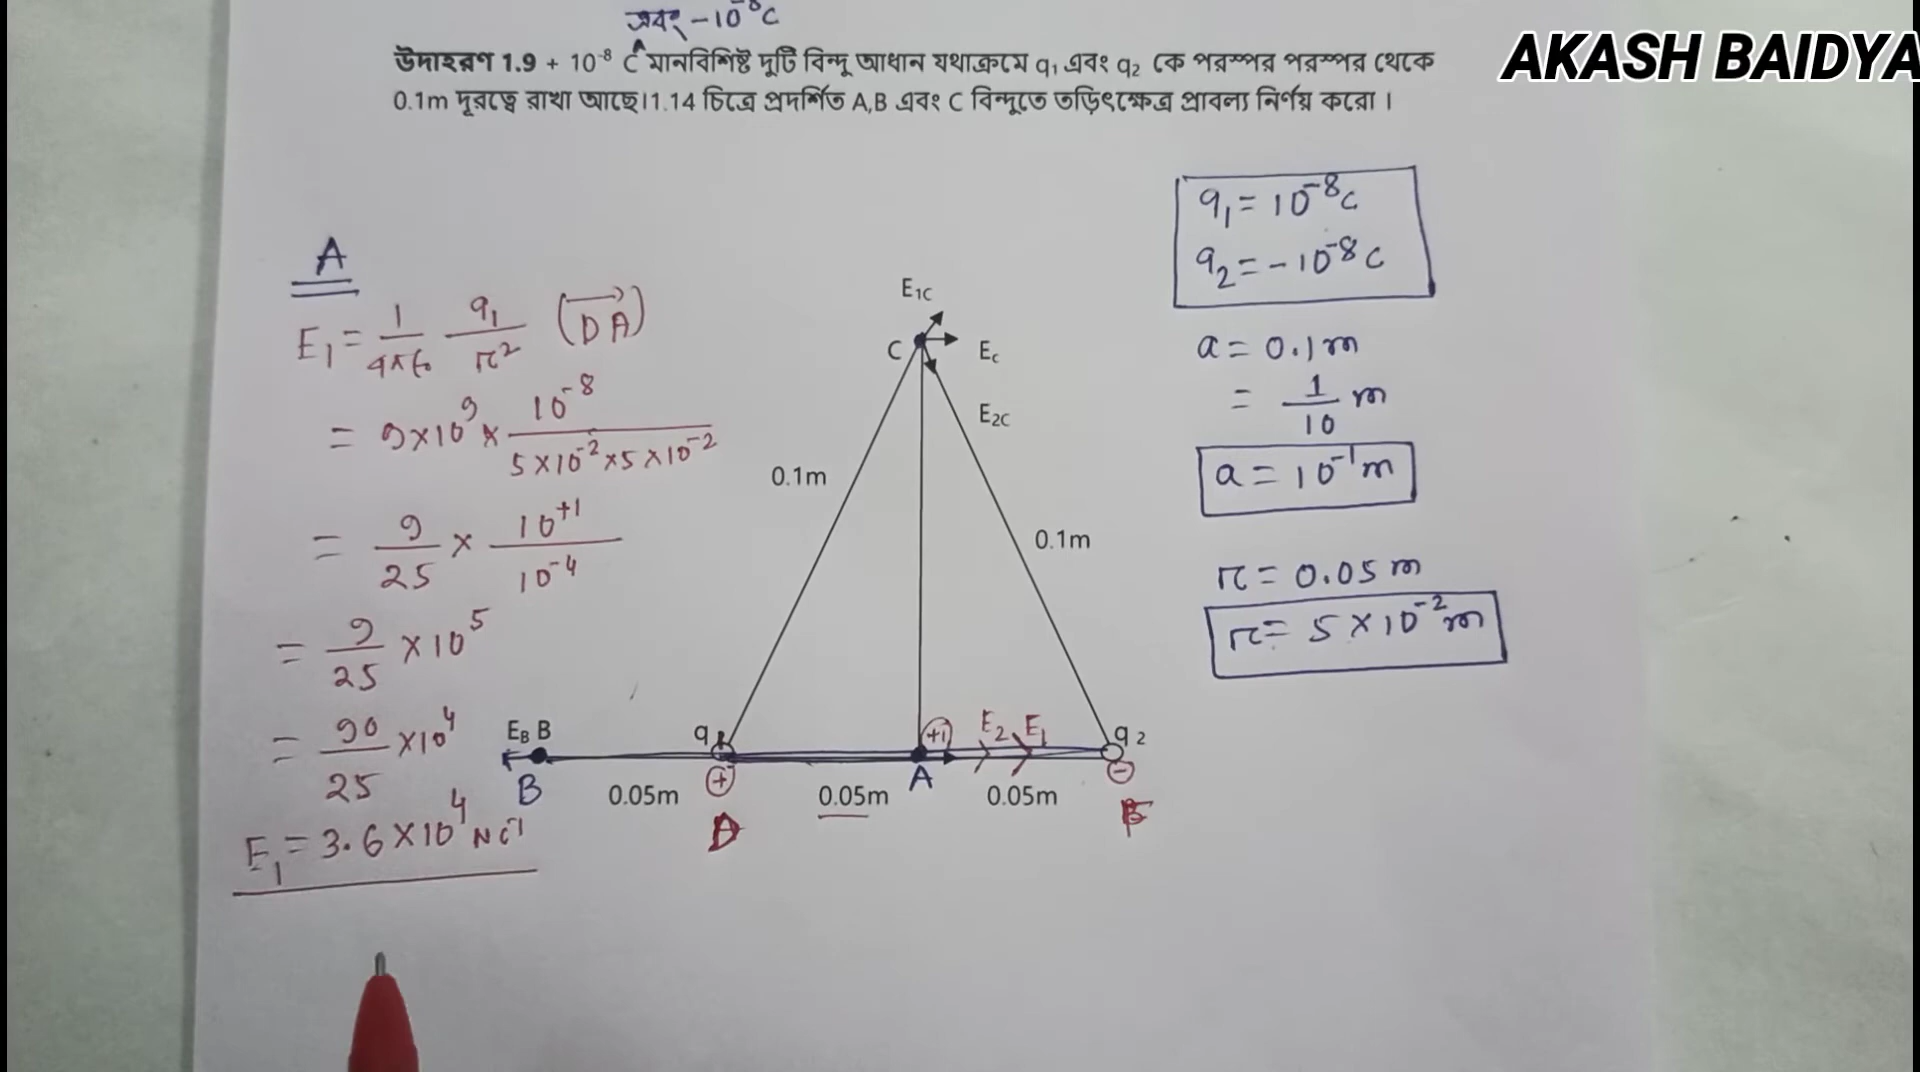 এবং -10⁻⁸C
উদাহরণ 1.9 + 10⁻⁸ C মানবিশিষ্ট দুটি বিন্দু আধান যথাক্রমে q₁ এবং q₂ কে পরস্পর পরস্পর থেকে
0.1m দূরত্বে রাখা আছে।1.14 চিত্রে প্রদর্শিত A,B এবং C বিন্দুতে তড়িৎক্ষেত্র প্রাবল্য নির্ণয় করো ।
AKASH BAIDYA
A
E₁ = 1/4πϵ₀ q₁/r² (DA→)
= 9×10⁹ × 10⁻⁸/5×10⁻²×5×10⁻²
= 9/25 × 10⁺¹/10⁻⁴
= 9/25 × 10⁵
= 90/25 × 10⁴
E₁ = 3.6 × 10⁴ NC⁻¹
E₁C
C
Ec
E₂C
0.1m
0.1m
E_B B
q₁
+1
E₂ E₁
q₂
B
+
A
−
0.05m
0.05m
0.05m
D
E
q₁ = 10⁻⁸C
q₂ = -10⁻⁸C
a = 0.1m
= 1/10 m
a = 10⁻¹m
r = 0.05m
r = 5×10⁻²m